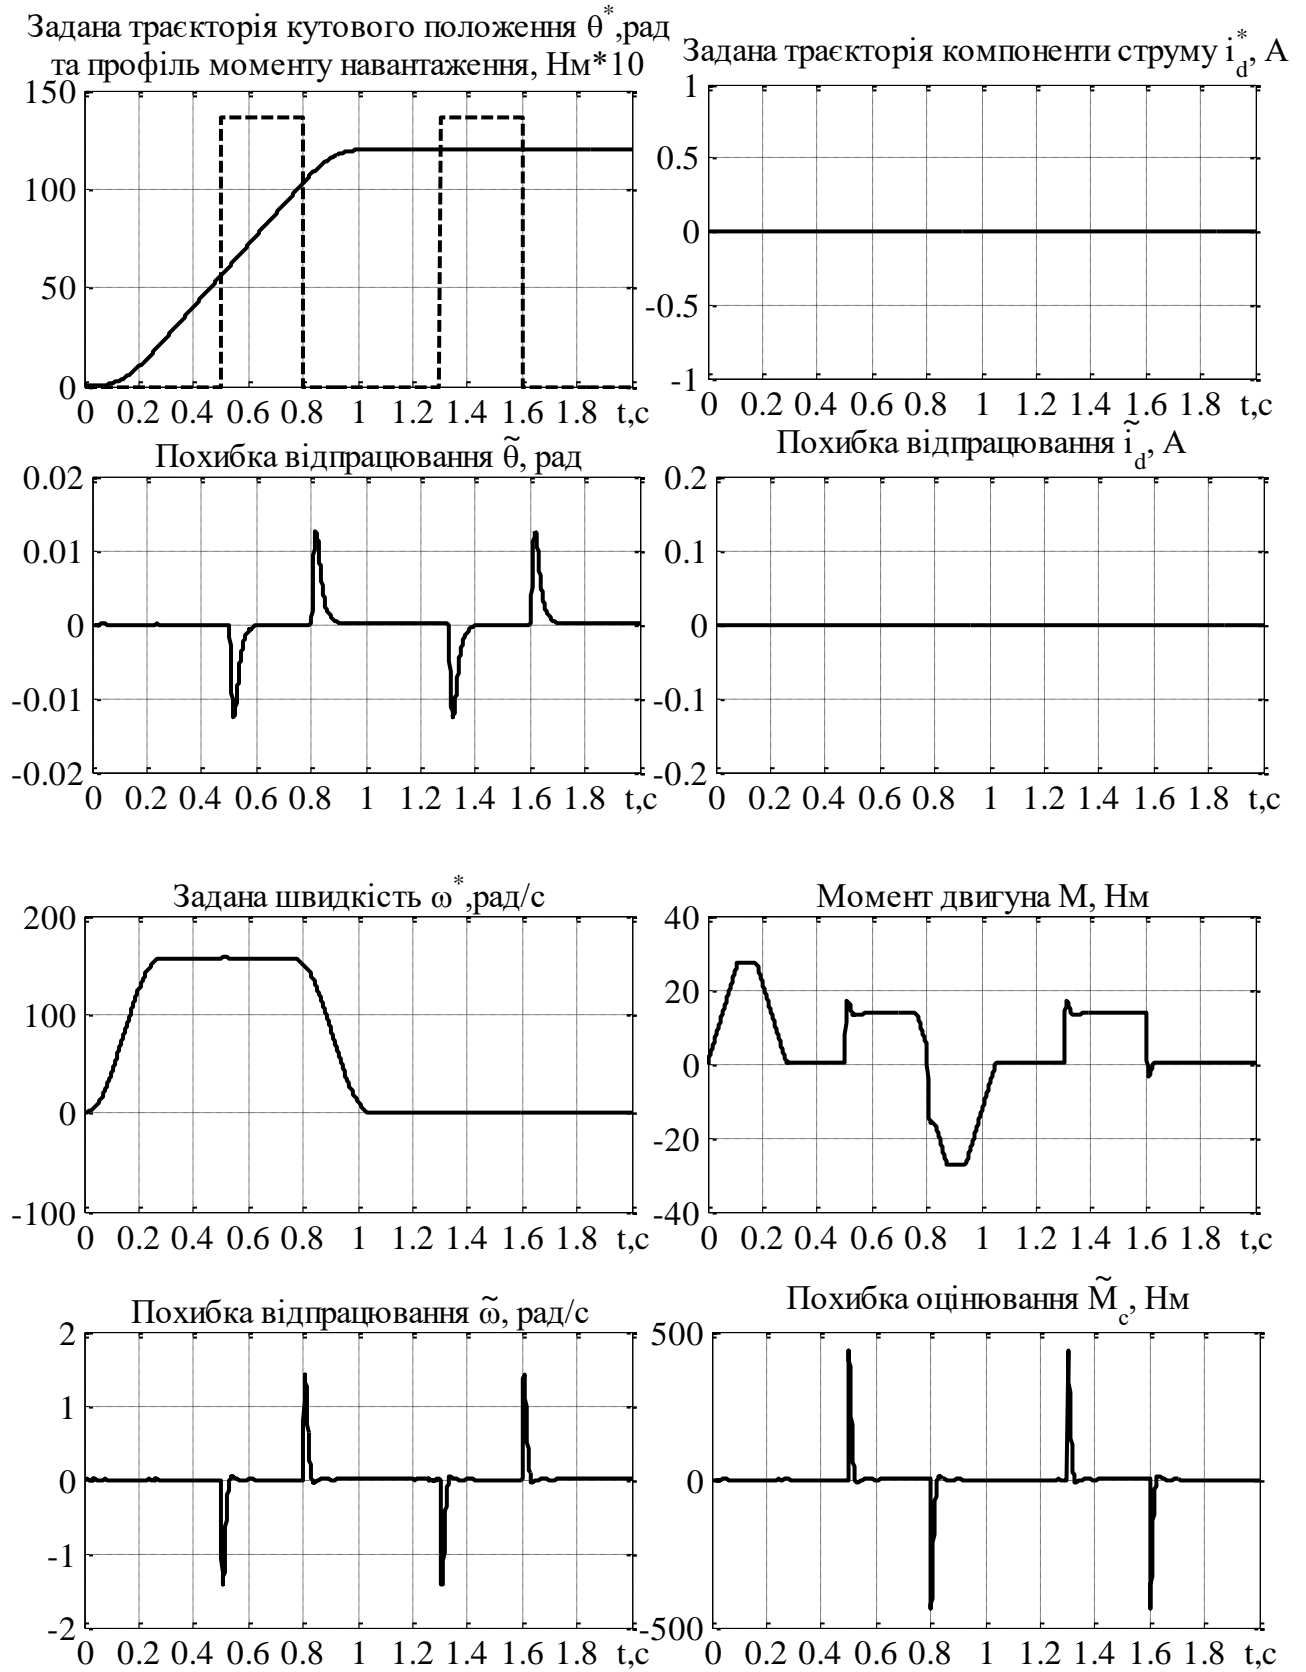 Задана траєкторія кутового положення θ*,рад
та профіль моменту навантаження, Нм*10
150
100
50
0
0 0.2 0.4 0.6 0.8 1 1.2 1.4 1.6 1.8 t,c
Задана траєкторія компоненти струму i*d, А
1
0.5
0
-0.5
-1
0 0.2 0.4 0.6 0.8 1 1.2 1.4 1.6 1.8 t,c
Похибка відпрацювання θ̃, рад
0.02
0.01
0
-0.01
-0.02
0 0.2 0.4 0.6 0.8 1 1.2 1.4 1.6 1.8 t,c
Похибка відпрацювання ĩd, А
0.2
0.1
0
-0.1
-0.2
0 0.2 0.4 0.6 0.8 1 1.2 1.4 1.6 1.8 t,c
Задана швидкість ω*,рад/с
200
100
0
-100
0 0.2 0.4 0.6 0.8 1 1.2 1.4 1.6 1.8 t,c
Момент двигуна М, Нм
40
20
0
-20
-40
0 0.2 0.4 0.6 0.8 1 1.2 1.4 1.6 1.8 t,c
Похибка відпрацювання ω̃, рад/с
2
1
0
-1
-2
0 0.2 0.4 0.6 0.8 1 1.2 1.4 1.6 1.8 t,c
Похибка оцінювання M̃c, Нм
500
0
-500
0 0.2 0.4 0.6 0.8 1 1.2 1.4 1.6 1.8 t,c